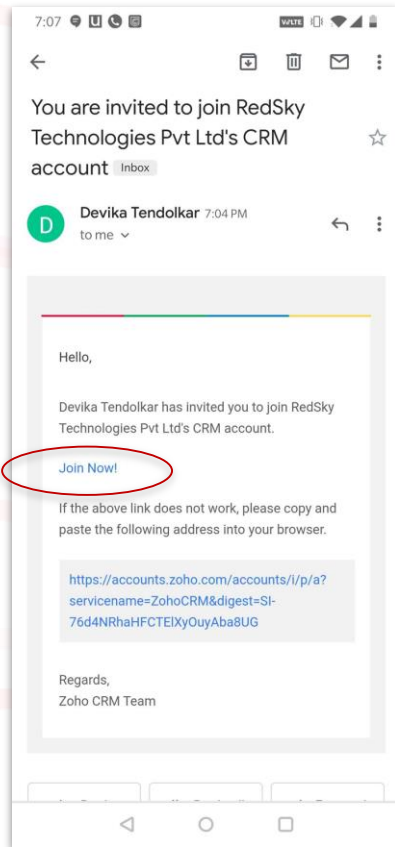 7:07
VoLTE
You are invited to join RedSky
Technologies Pvt Ltd's CRM
account Inbox
D
Devika Tendolkar 7:04 PM
to me
Hello,
Devika Tendolkar has invited you to join RedSky
Technologies Pvt Ltd's CRM account.
Join Now!
If the above link does not work, please copy and
paste the following address into your browser.
https://accounts.zoho.com/accounts/i/p/a?
servicename=ZohoCRM&digest=SI-
76d4NRhaHFCTElXyOuyAba8UG
Regards,
Zoho CRM Team